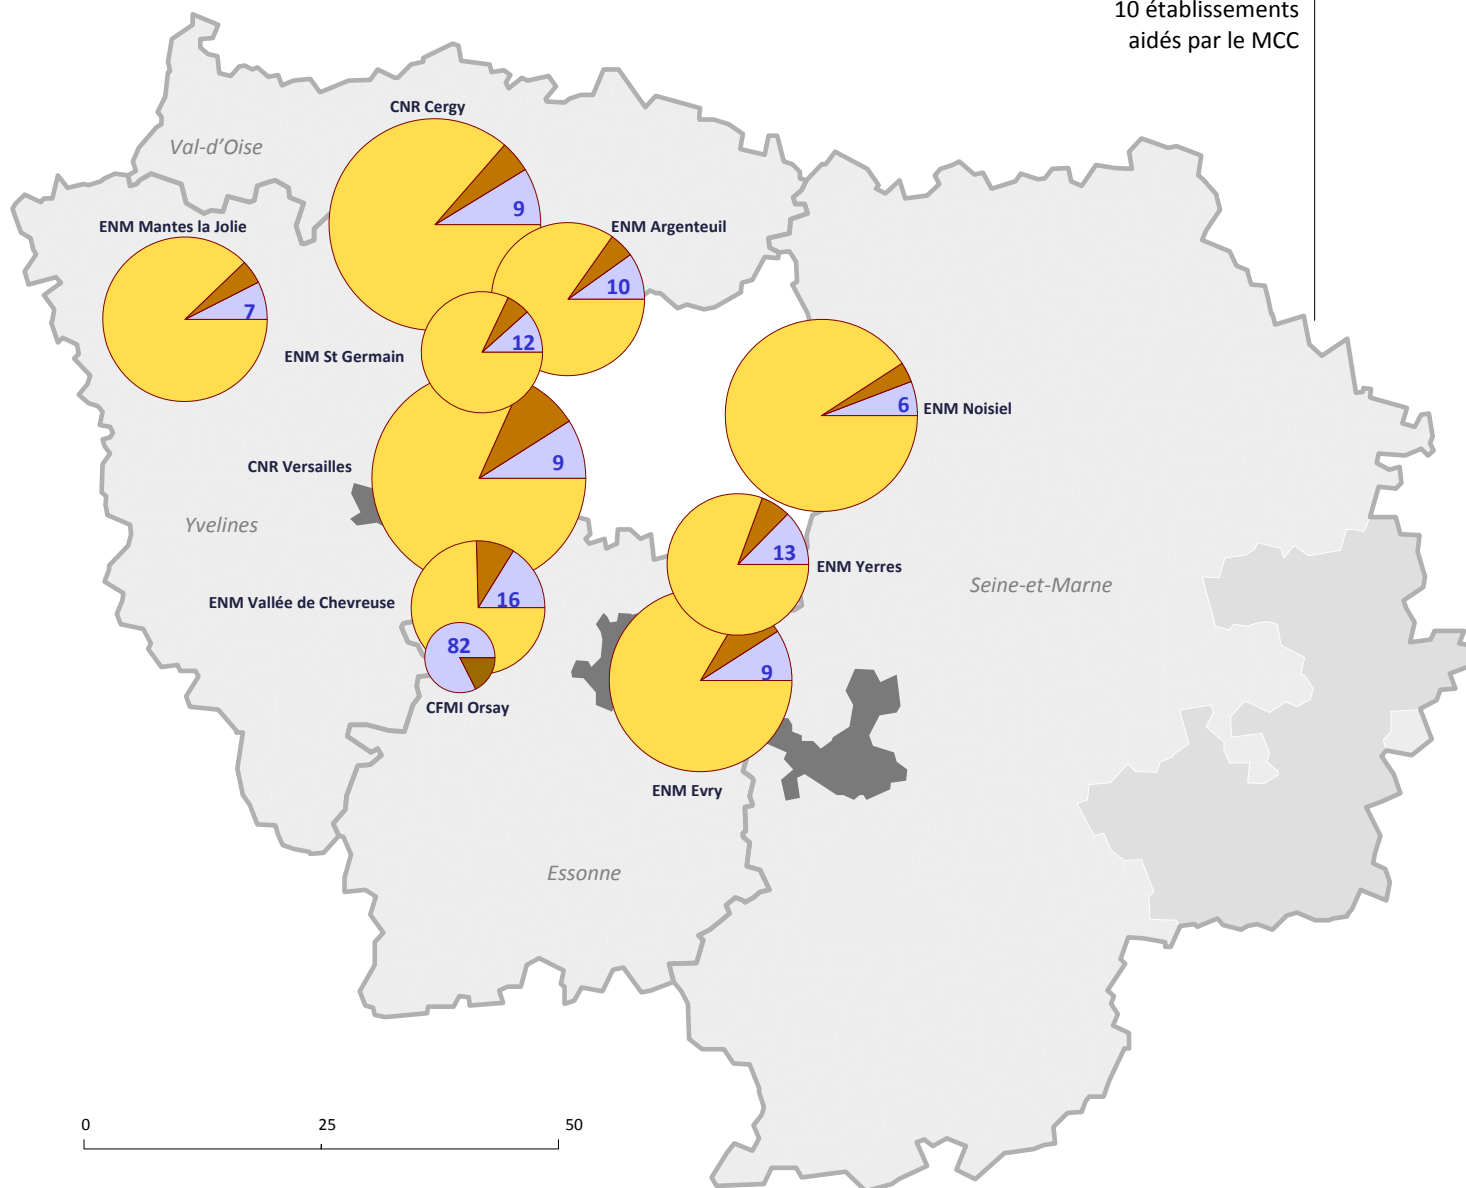 10 établissements
aidés par le MCC
CNR Cergy
Val-d'Oise
9
ENM Mantes la Jolie
ENM Argenteuil
10
7
12
ENM St Germain
6
ENM Noisiel
CNR Versailles
9
Yvelines
13
ENM Yerres
Seine-et-Marne
ENM Vallée de Chevreuse
16
82
9
CFMI Orsay
ENM Evry
Essonne
0 25 50